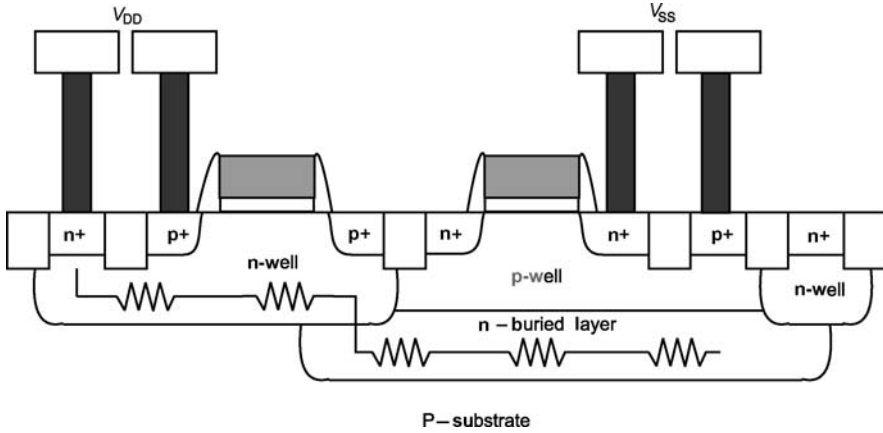 VDD
VSS
n+
p+
p+
n+
n+
p+
n+
n-well
p-well
n-well
n – buried layer
P – substrate